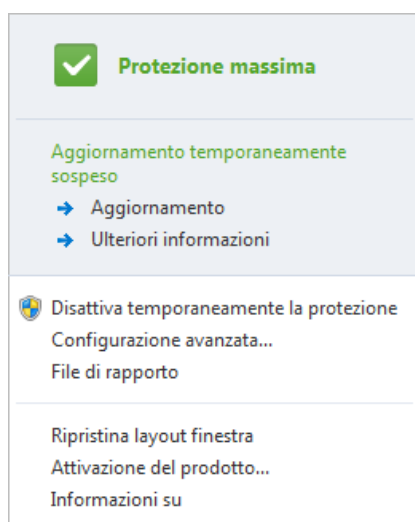 Protezione massima
Aggiornamento temporaneamente
sospeso
Aggiornamento
Ulteriori informazioni
Disattiva temporaneamente la protezione
Configurazione avanzata...
File di rapporto
Ripristina layout finestra
Attivazione del prodotto...
Informazioni su